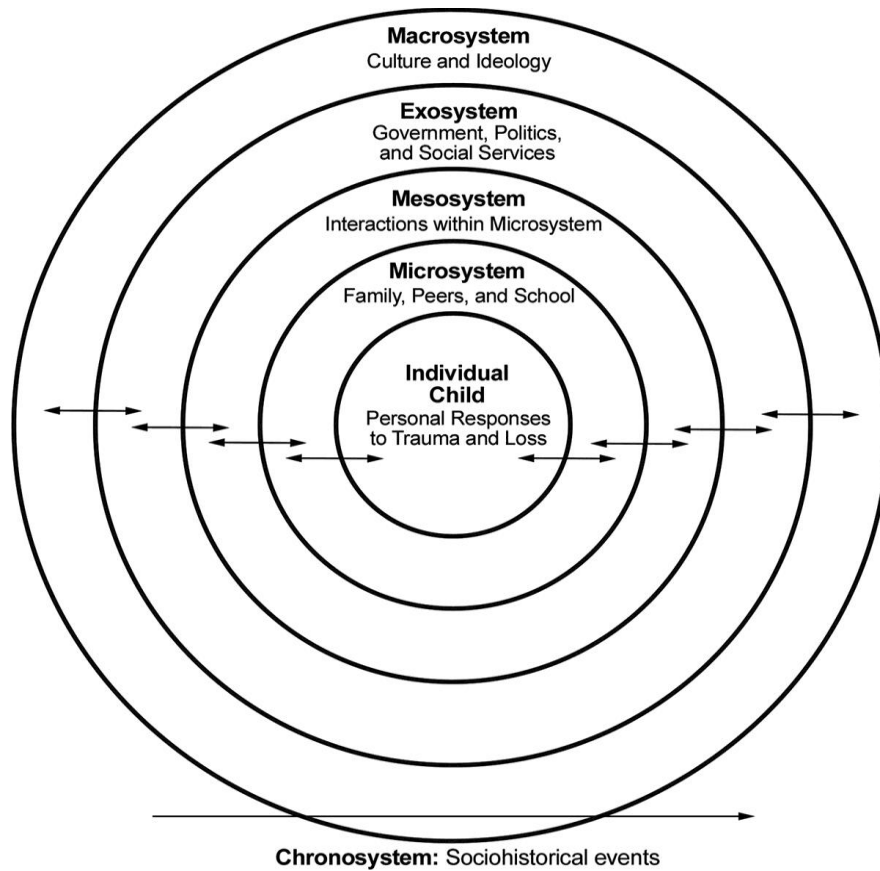 Macrosystem
Culture and Ideology
Exosystem
Government, Politics,
and Social Services
Mesosystem
Interactions within Microsystem
Microsystem
Family, Peers, and School
Individual
Child
Personal Responses
to Trauma and Loss
Chronosystem: Sociohistorical events